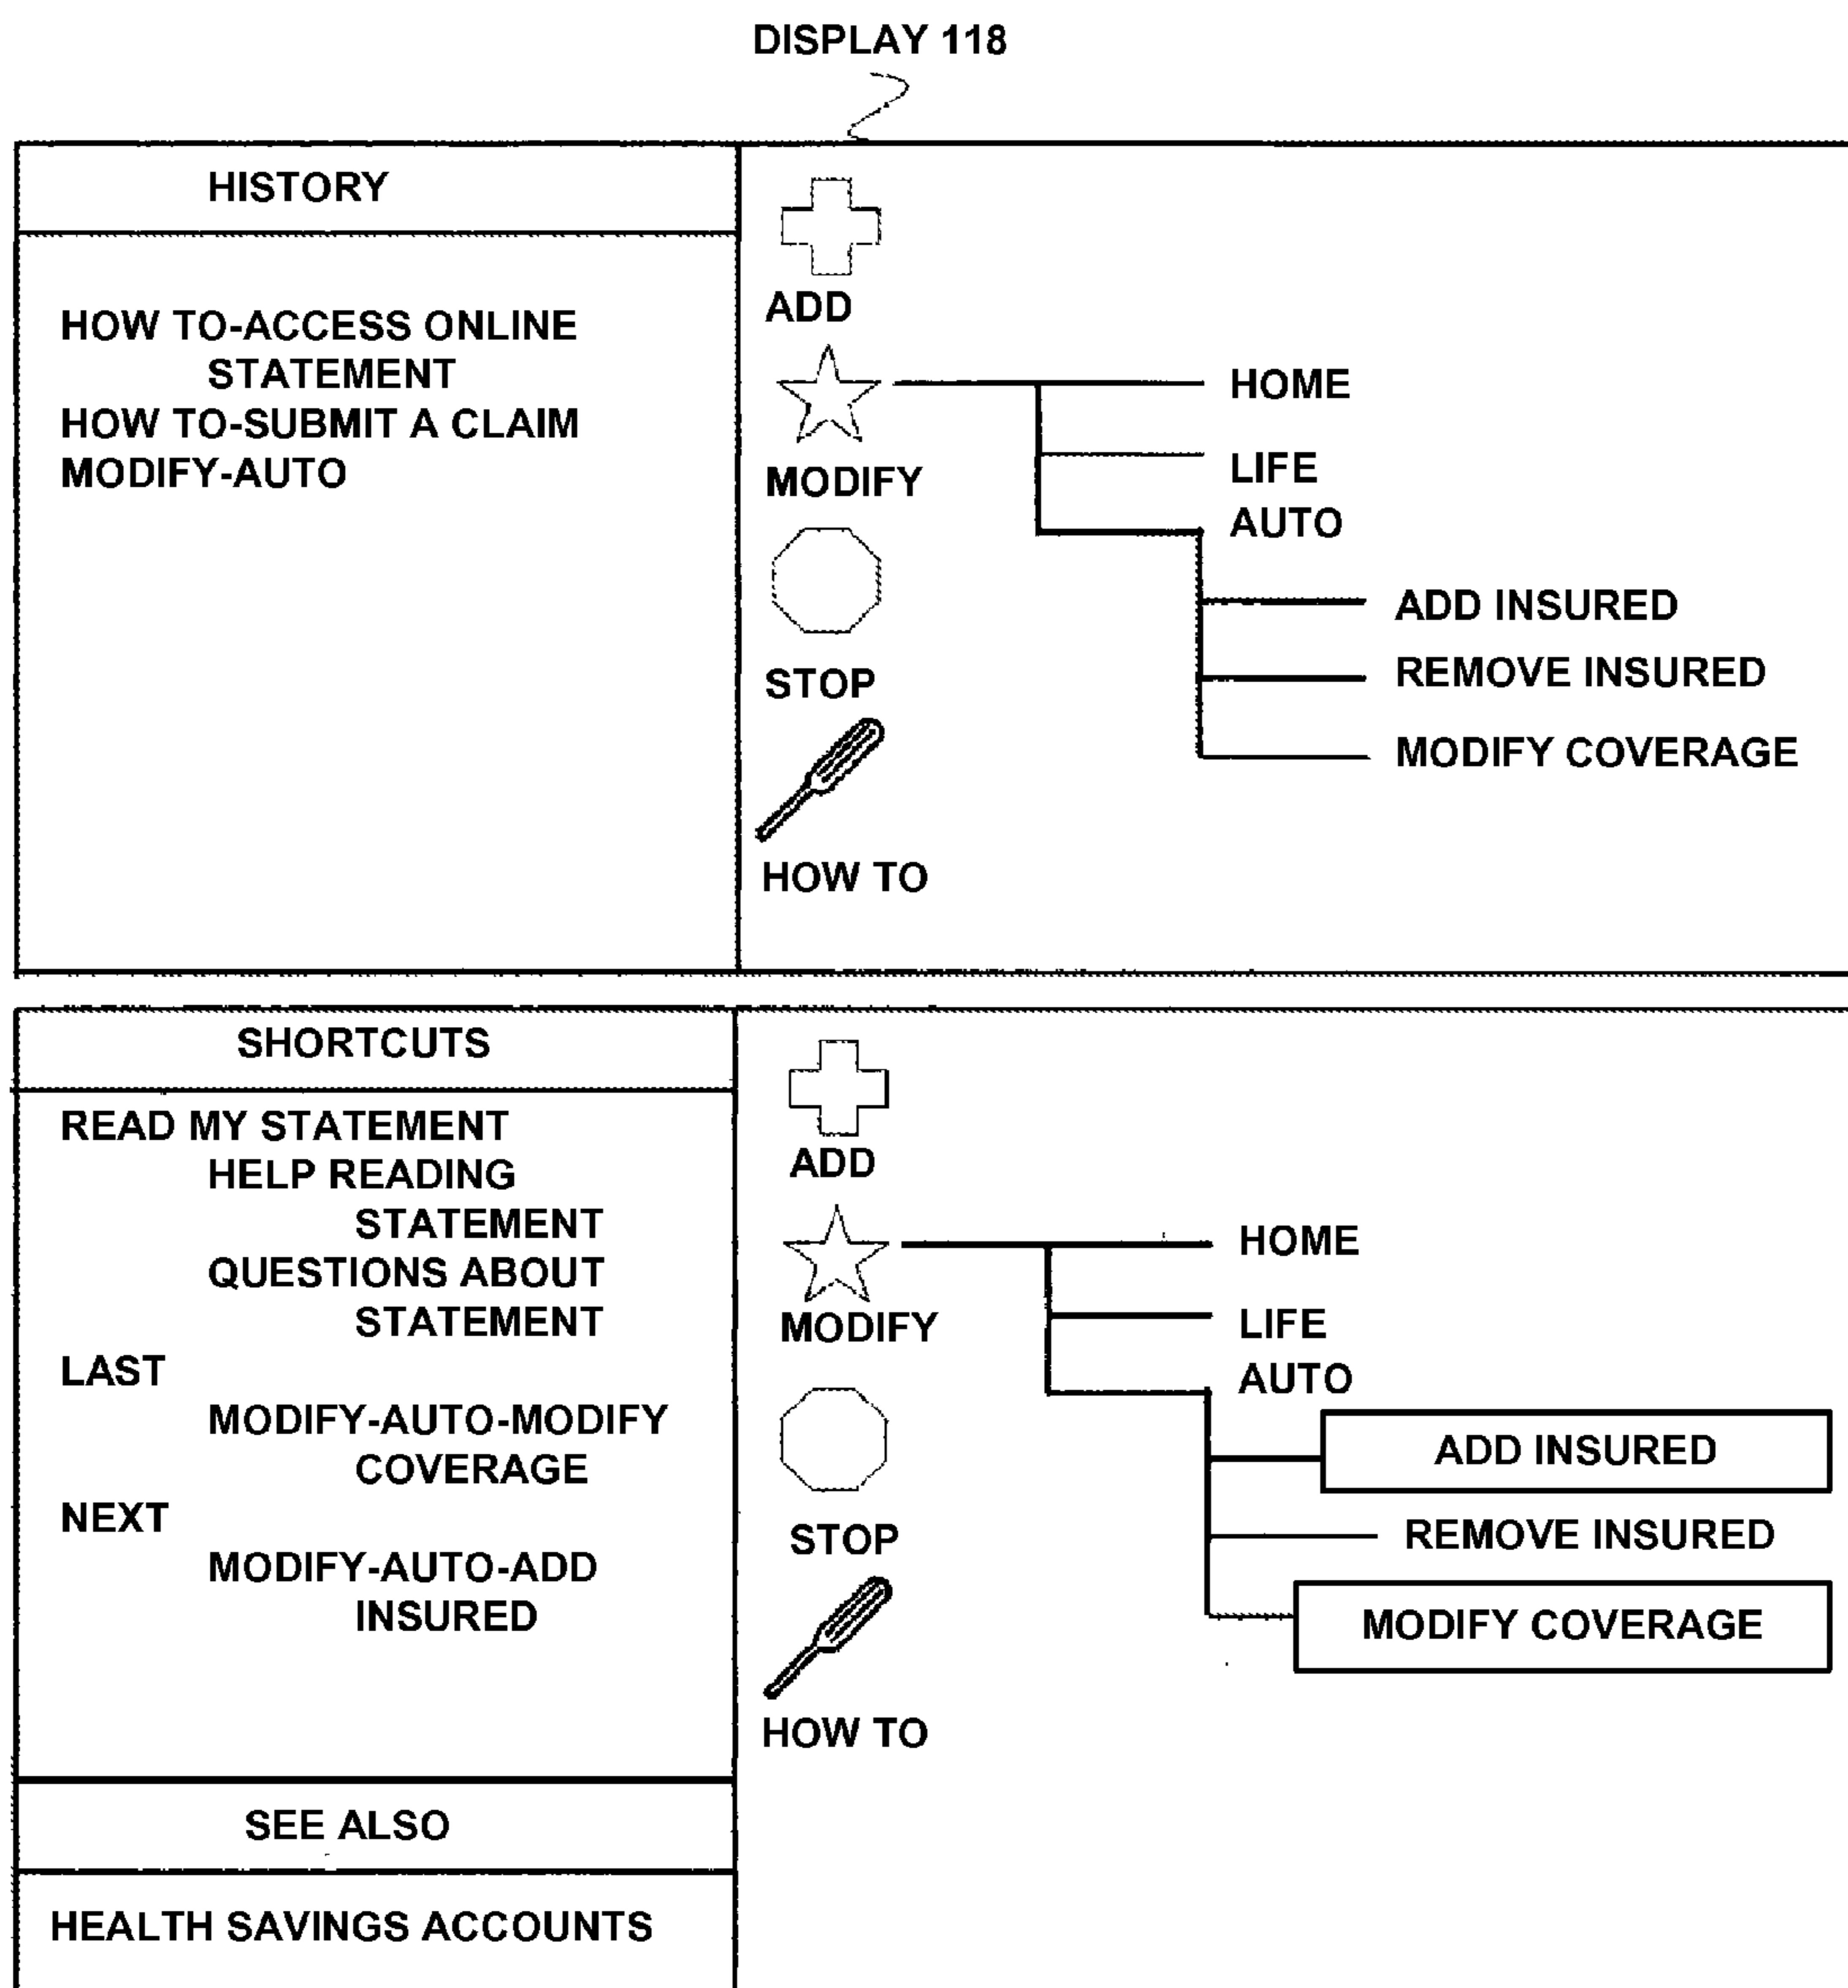 DISPLAY 118
HISTORY
HOW TO-ACCESS ONLINE
STATEMENT
HOW TO-SUBMIT A CLAIM
MODIFY-AUTO
ADD
MODIFY
STOP
HOW TO
HOME
LIFE
AUTO
ADD INSURED
REMOVE INSURED
MODIFY COVERAGE
SHORTCUTS
READ MY STATEMENT
HELP READING
STATEMENT
QUESTIONS ABOUT
STATEMENT
LAST
MODIFY-AUTO-MODIFY
COVERAGE
NEXT
MODIFY-AUTO-ADD
INSURED
SEE ALSO
HEALTH SAVINGS ACCOUNTS
ADD
MODIFY
STOP
HOW TO
HOME
LIFE
AUTO
ADD INSURED
REMOVE INSURED
MODIFY COVERAGE